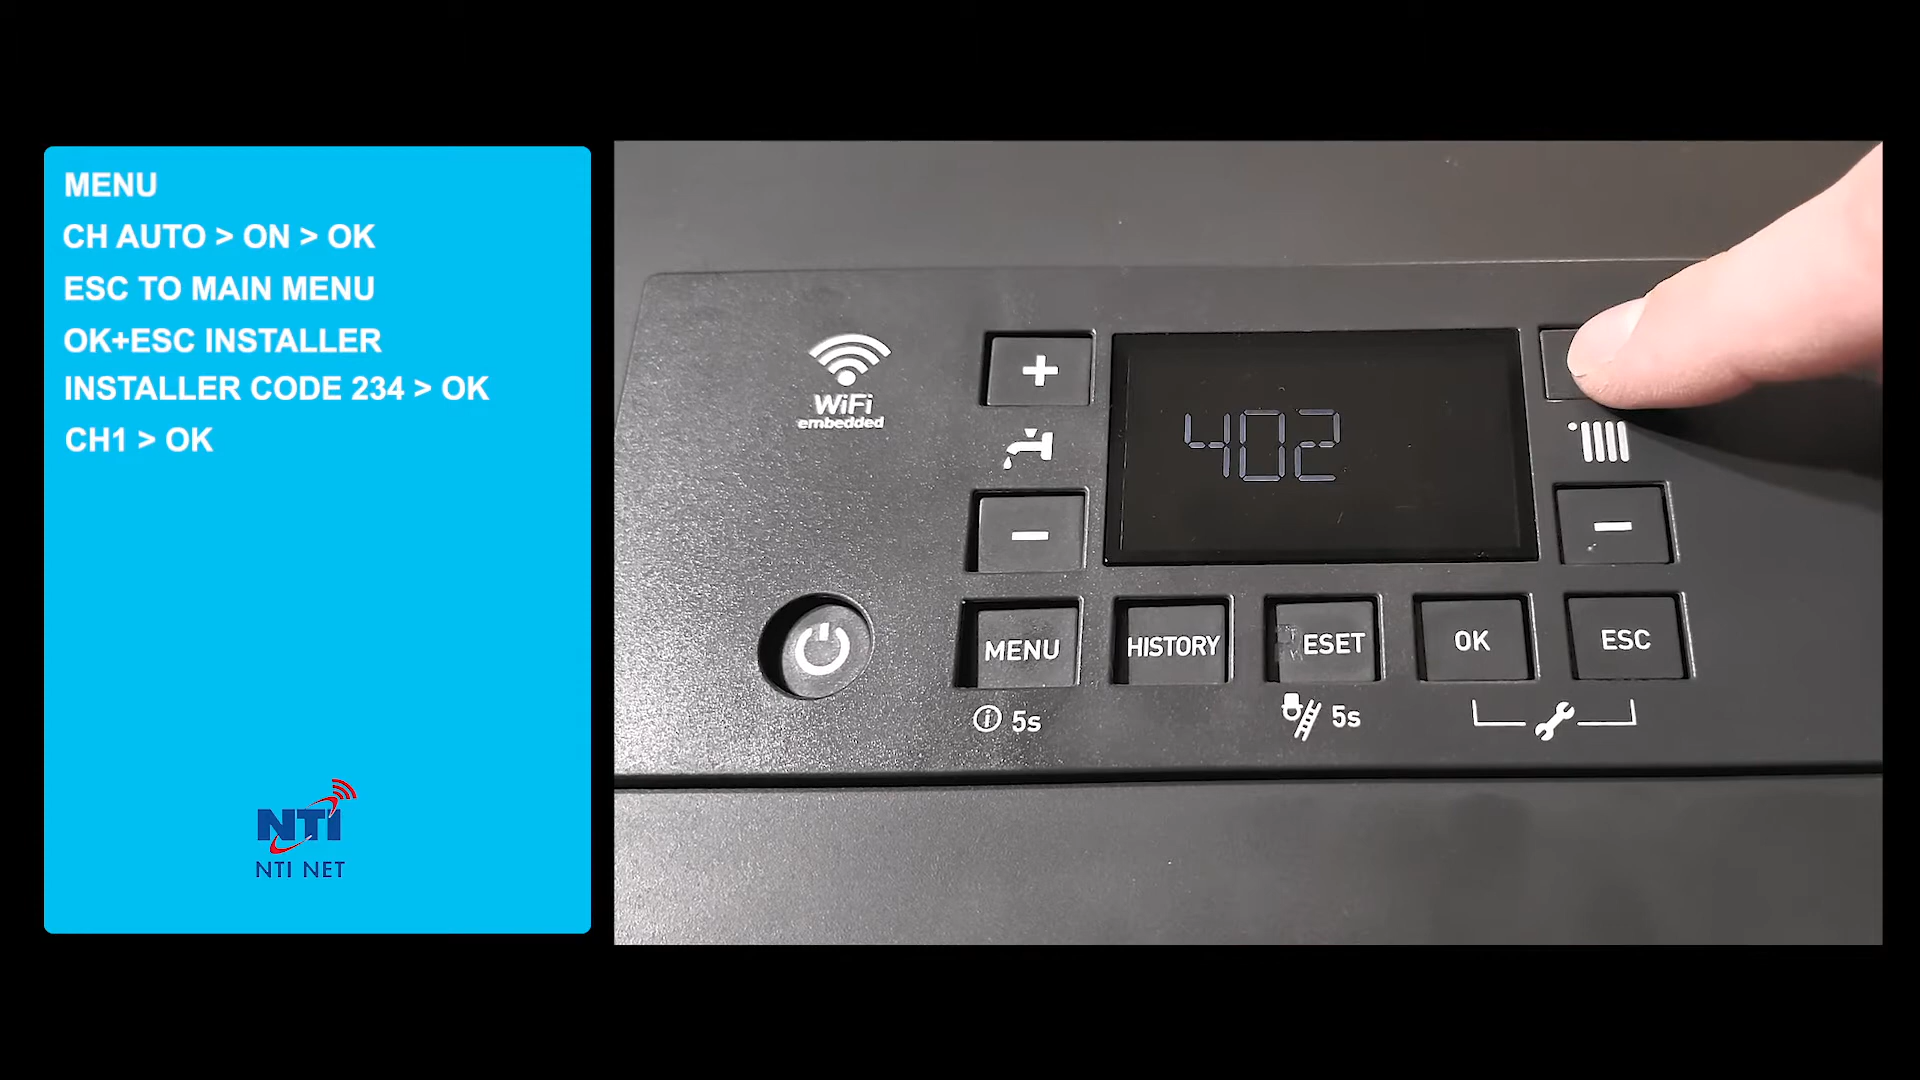 MENU
CH AUTO > ON > OK
ESC TO MAIN MENU
OK+ESC INSTALLER
INSTALLER CODE 234 > OK
CH1 > OK
NTI
NTI NET
WiFi
embedded
+
402
-
-
MENU
HISTORY
ESET
OK
ESC
5s
5s